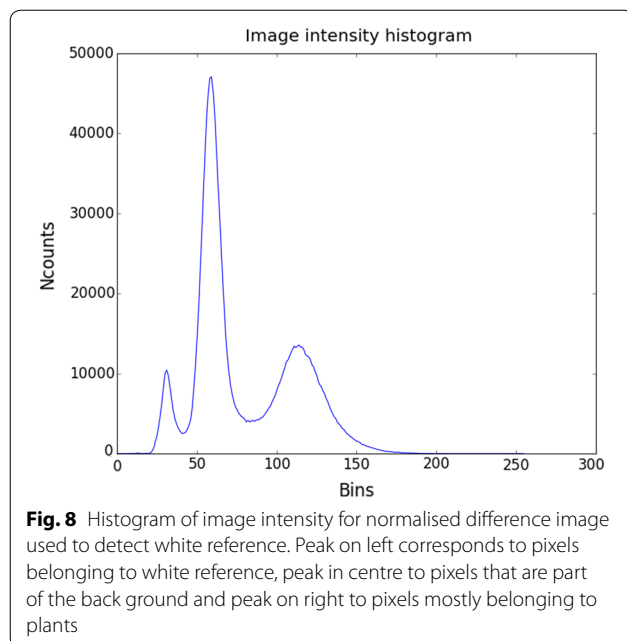 Image intensity histogram
50000
40000
30000
20000
10000
0
Ncounts
0 50 100 150 200 250 300
Bins
Fig. 8 Histogram of image intensity for normalised difference image
used to detect white reference. Peak on left corresponds to pixels
belonging to white reference, peak in centre to pixels that are part
of the back ground and peak on right to pixels mostly belonging to
plants